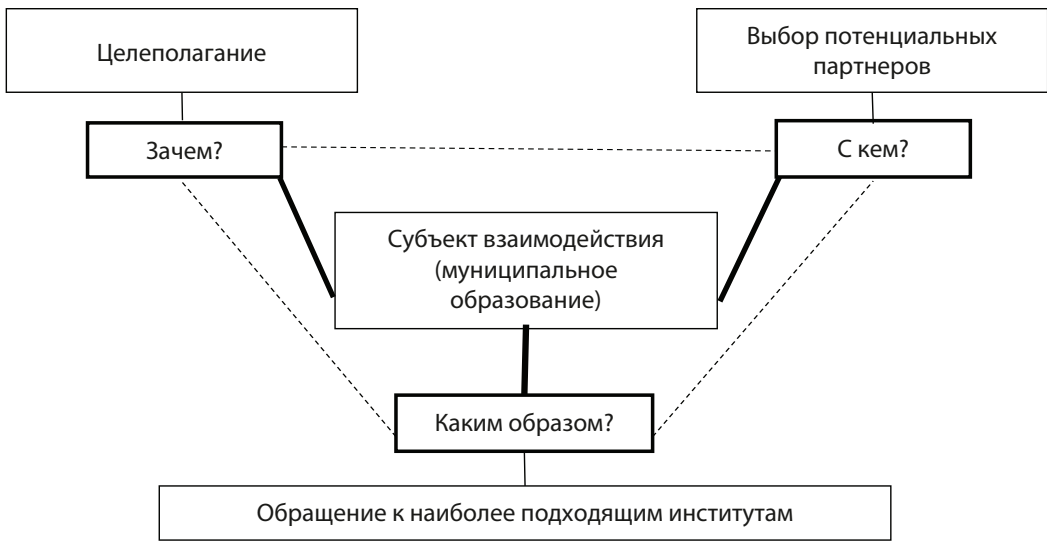 Целеполагание
Выбор потенциальных
партнеров
Зачем?
С кем?
Субъект взаимодействия
(муниципальное
образование)
Каким образом?
Обращение к наиболее подходящим институтам